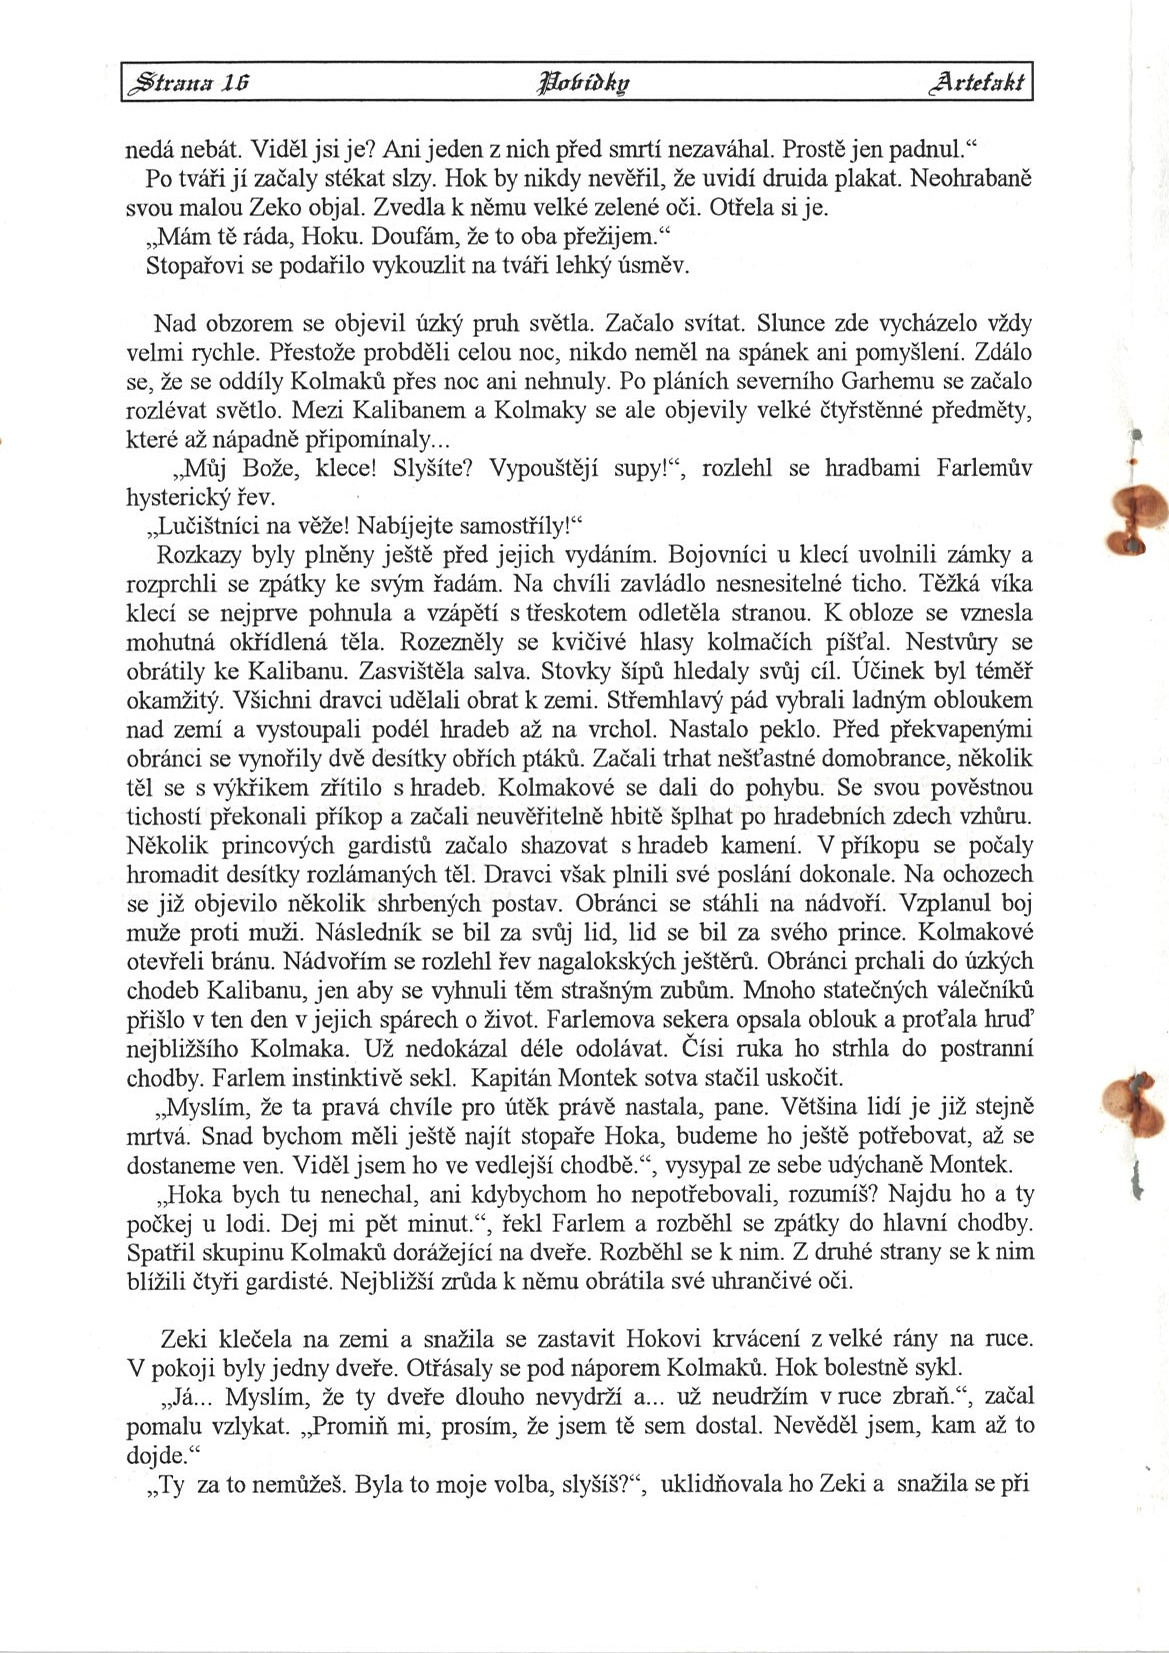 Strana 16 Povídky Artefakt
nedá nebát. Viděl jsi je? Ani jeden z nich před smrtí nezaváhal. Prostě jen padnul.“
Po tváři jí začaly stékat slzy. Hok by nikdy nevěřil, že uvidí druida plakat. Neohrabaně
svou malou Zeko objal. Zvedla k němu velké zelené oči. Otřela si je.
„Mám tě ráda, Hoku. Doufám, že to oba přežijem.“
Stopařovi se podařilo vykouzlit na tváři lehký úsměv.
Nad obzorem se objevil úzký pruh světla. Začalo svítat. Slunce zde vycházelo vždy
velmi rychle. Přestože probděli celou noc, nikdo neměl na spánek ani pomyšlení. Zdálo
se, že se oddíly Kolmaků přes noc ani nehnuly. Po pláních severního Garhemu se začalo
rozlévat světlo. Mezi Kalibanem a Kolmaky se ale objevily velké čtyřstěnné předměty,
které až nápadně připomínaly...
„Můj Bože, klece! Slyšíte? Vypouštějí supy!“, rozlehl se hradbami Farlemův
hysterický řev.
„Lučištníci na věže! Nabíjejte samostříly!“
Rozkazy byly plněny ještě před jejich vydáním. Bojovníci u klecí uvolnili zámky a
rozprchli se zpátky ke svým řadám. Na chvíli zavládlo nesnesitelné ticho. Těžká víka
klecí se nejprve pohnula a vzápětí s třeskotem odletěla stranou. K obloze se vznesla
mohutná okřídlená těla. Rozezněly se kvičivé hlasy kolmačích píšťal. Nestvůry se
obrátily ke Kalibanu. Zasvištěla salva. Stovky šípů hledaly svůj cíl. Účinek byl téměř
okamžitý. Všichni dravci udělali obrat k zemi. Střemhlavý pád vybrali ladným obloukem
nad zemí a vystoupali podél hradeb až na vrchol. Nastalo peklo. Před překvapenými
obránci se vynořily dvě desítky obřích ptáků. Začali trhat nešťastné domobrance, několik
těl se s výkřikem zřítilo s hradeb. Kolmakové se dali do pohybu. Se svou pověstnou
tichostí překonali příkop a začali neuvěřitelně hbitě šplhat po hradebních zdech vzhůru.
Několik princových gardistů začalo shazovat s hradeb kamení. V příkopu se počaly
hromadit desítky rozlámaných těl. Dravci však plnili své poslání dokonale. Na ochozech
se již objevilo několik shrbených postav. Obránci se stáhli na nádvoří. Vzplanul boj
muže proti muži. Následník se bil za svůj lid, lid se bil za svého prince. Kolmakové
otevřeli bránu. Nádvořím se rozlehl řev nagalokských ještěrů. Obránci prchali do úzkých
chodeb Kalibanu, jen aby se vyhnuli těm strašným zubům. Mnoho statečných válečníků
přišlo v ten den v jejich spárech o život. Farlemova sekera opsala oblouk a proťala hruď
nejbližšího Kolmaka. Už nedokázal déle odolávat. Čísi ruka ho strhla do postranní
chodby. Farlem instinktivě sekl.  Kapitán Montek sotva stačil uskočit.
„Myslím, že ta pravá chvíle pro útěk právě nastala, pane. Většina lidí je již stejně
mrtvá. Snad bychom měli ještě najít stopaře Hoka, budeme ho ještě potřebovat, až se
dostaneme ven. Viděl jsem ho ve vedlejší chodbě.“, vysypal ze sebe udýchaně Montek.
„Hoka bych tu nenechal, ani kdybychom ho nepotřebovali, rozumíš? Najdu ho a ty
počkej u lodi. Dej mi pět minut.“, řekl Farlem a rozběhl se zpátky do hlavní chodby.
Spatřil skupinu Kolmaků dorážející na dveře. Rozběhl se k nim. Z druhé strany se k nim
blížili čtyři gardisté. Nejbližší zrůda k němu obrátila své uhrančivé oči.
Zeki klečela na zemi a snažila se zastavit Hokovi krvácení z velké rány na ruce.
V pokoji byly jedny dveře. Otřásaly se pod náporem Kolmaků. Hok bolestně sykl.
„Já... Myslím, že ty dveře dlouho nevydrží a... už neudržím v ruce zbraň.“, začal
pomalu vzlykat. „Promiň mi, prosím, že jsem tě sem dostal. Nevěděl jsem, kam až to
dojde.“
„Ty  za to nemůžeš. Byla to moje volba, slyšíš?“,  uklidňovala ho Zeki a  snažila se při